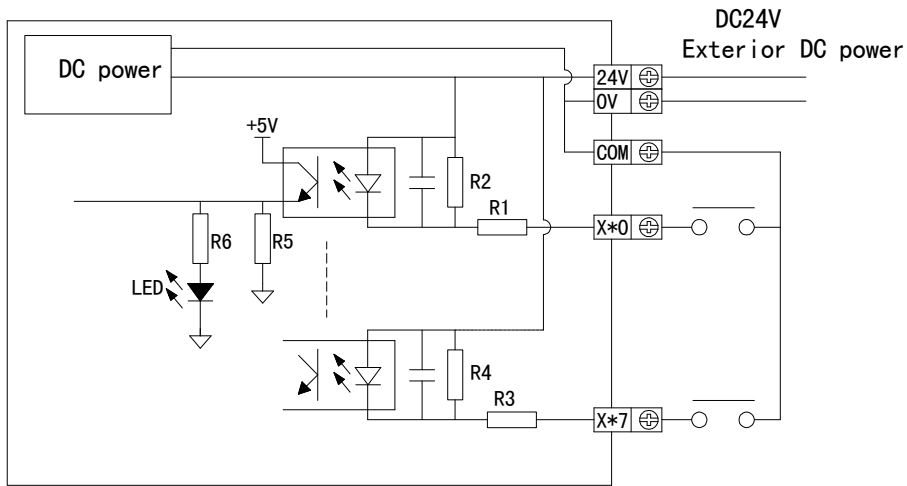 DC24V
Exterior DC power
DC power
24V
0V
+5V
COM
R2
R1
X*0
R6
R5
LED
R4
R3
X*7